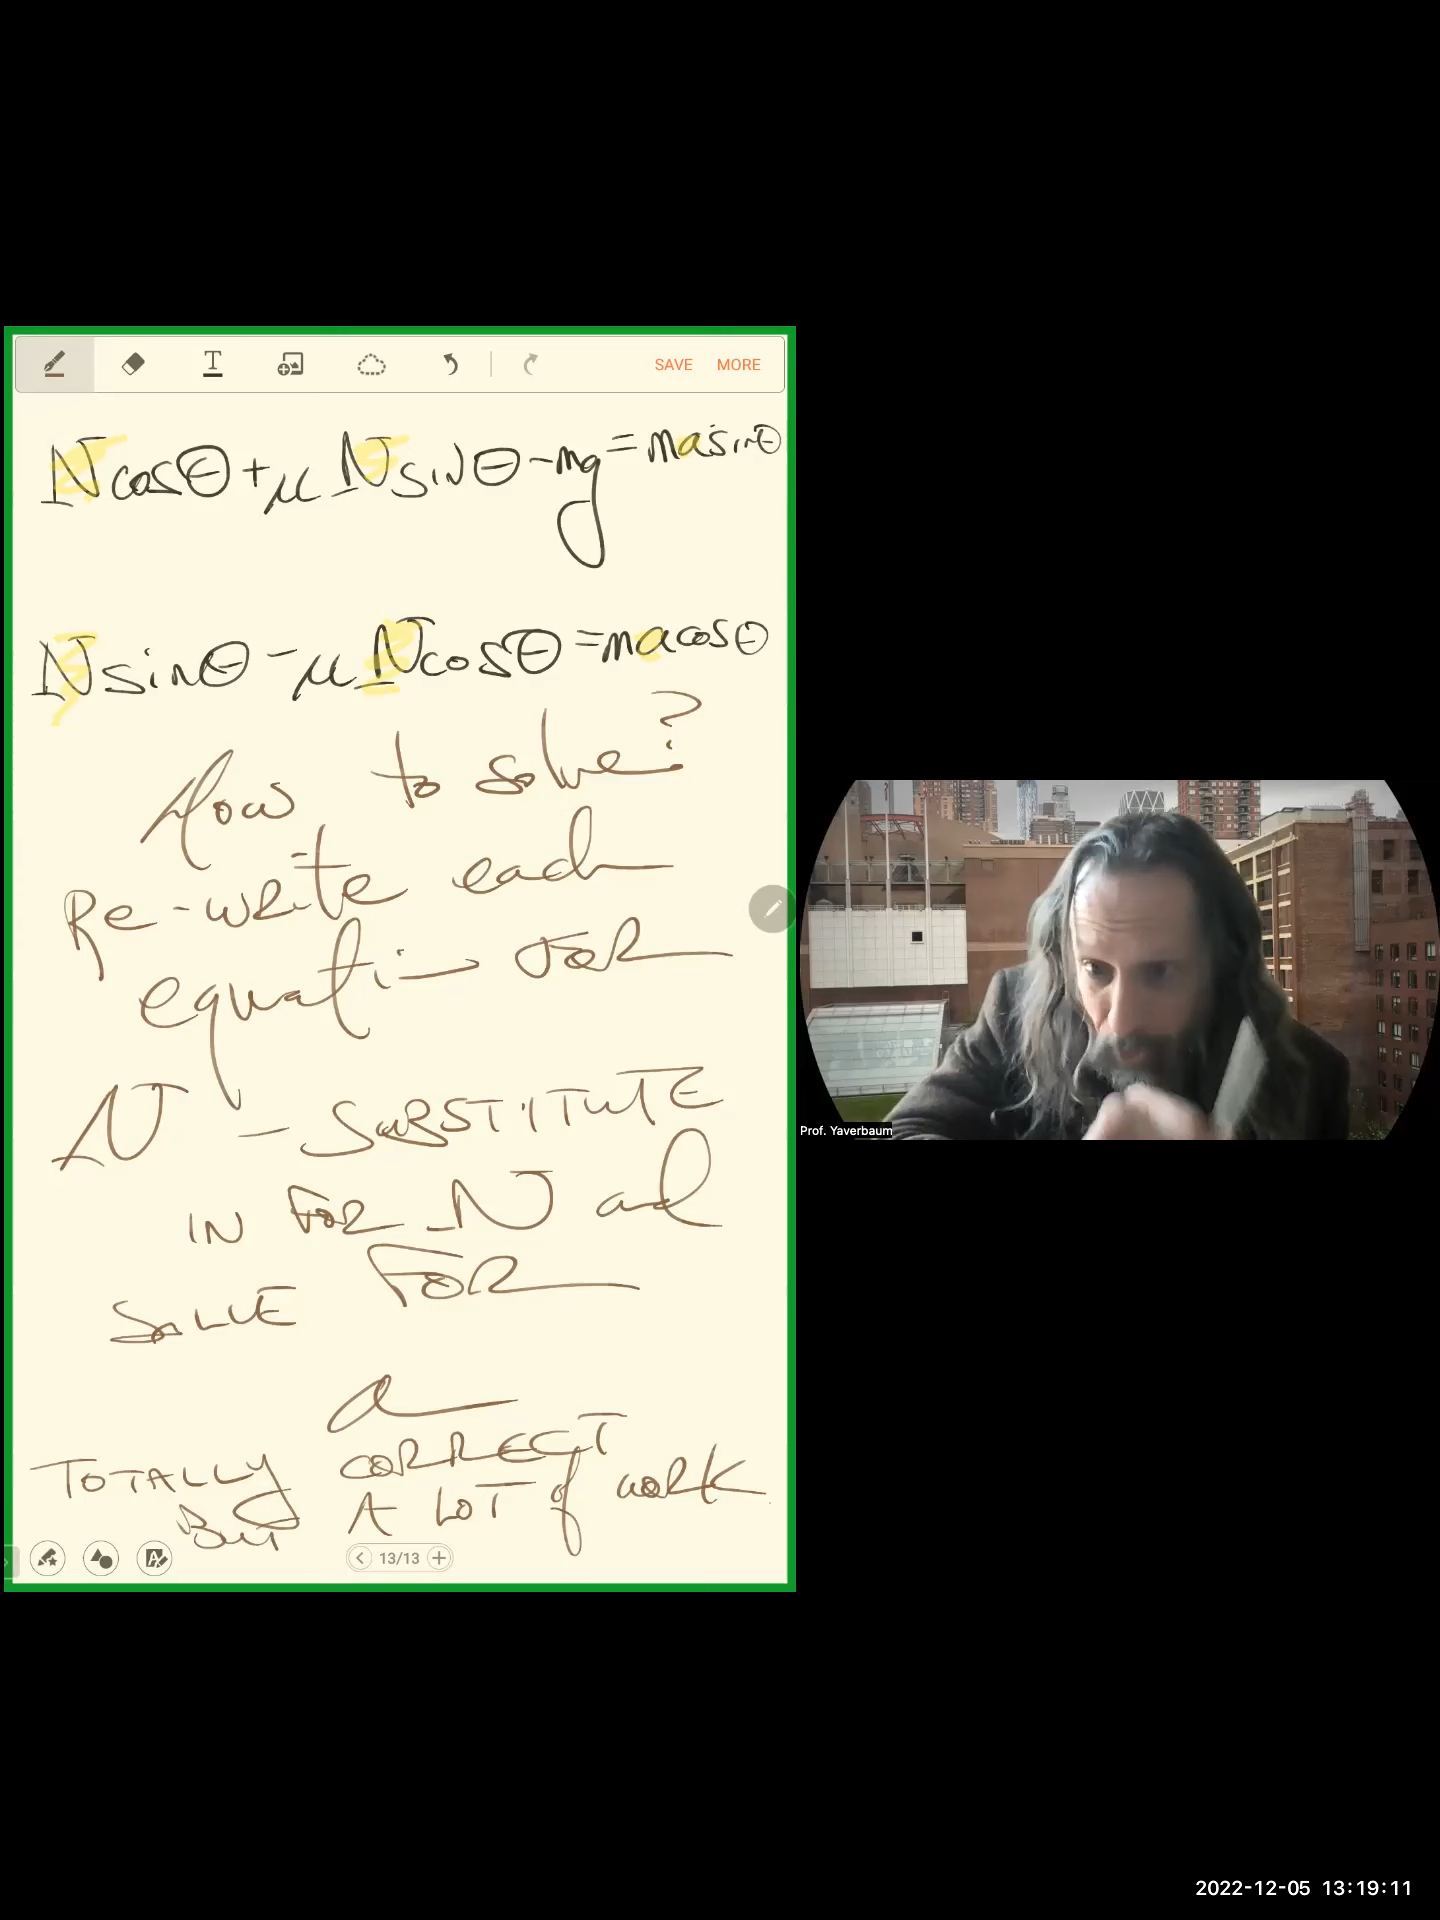 SAVE MORE
Ncosθ+μNsinθ-mg=masinθ
Nsinθ-μNcosθ=macosθ
How to solve?
Re-write each
equation FOR
N - SUBSTITUTE
IN FOR N and
SOLVE FOR
a
TOTALLY CORRECT
But A LOT of work
13/13
Prof. Yaverbaum
2022-12-05 13:19:11